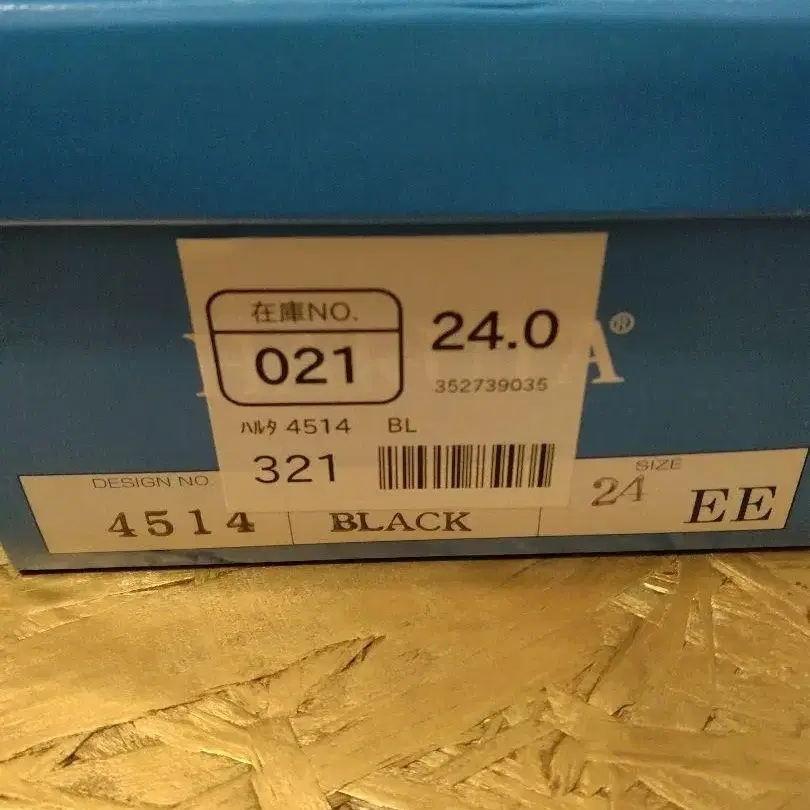 在庫NO.
021
24.0
352739035
ﾊﾙﾀ 4514 BL
321
DESIGN NO.
4514
BLACK
SIZE
24
EE